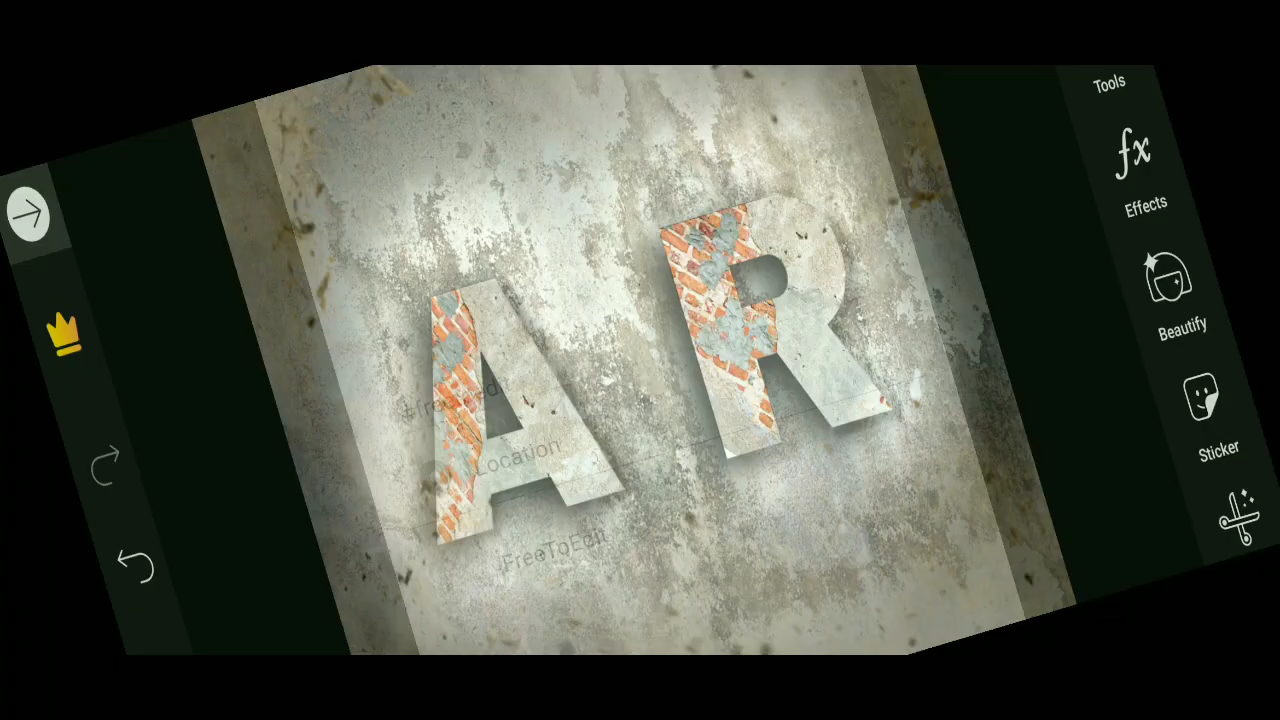 A R
Location
FreeToEdit
Tools
fx
Effects
Beautify
Sticker